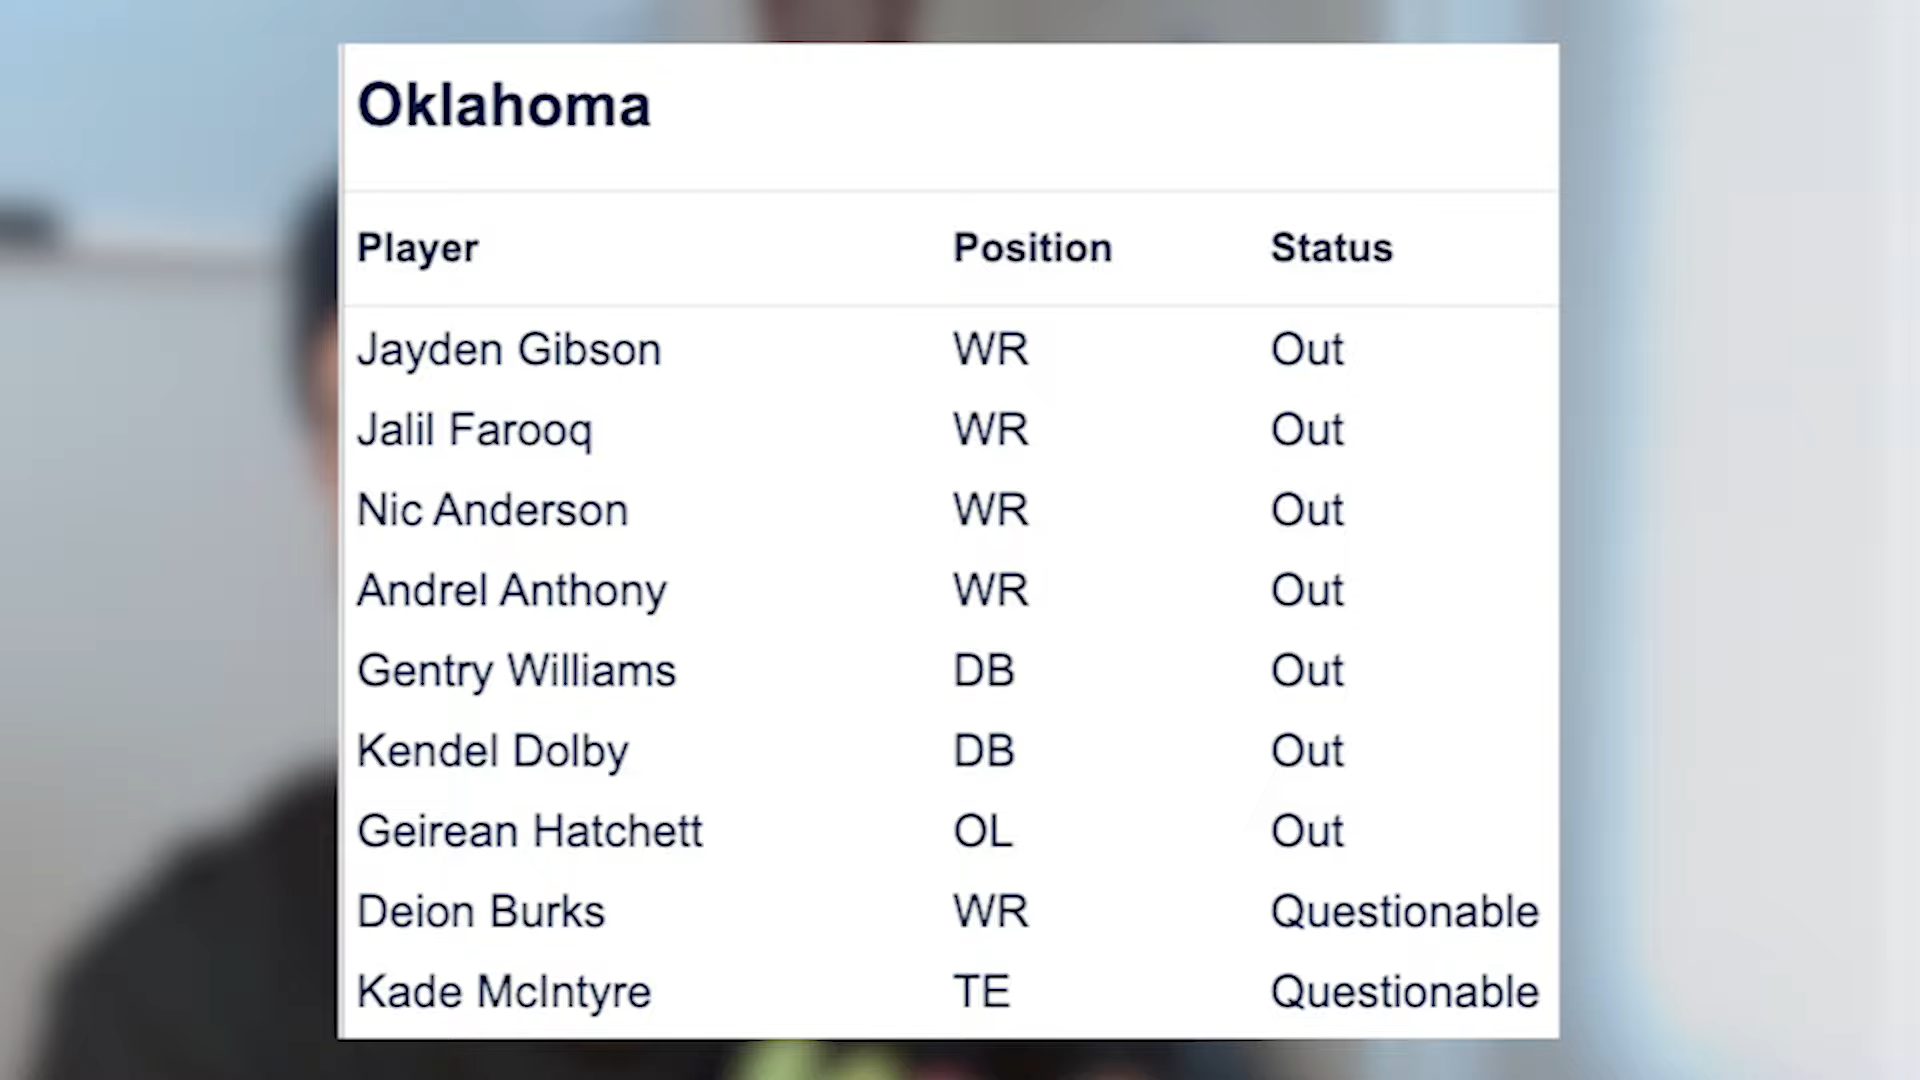 Oklahoma
Player Position Status
Jayden Gibson WR Out
Jalil Farooq WR Out
Nic Anderson WR Out
Andrel Anthony WR Out
Gentry Williams DB Out
Kendel Dolby DB Out
Geirean Hatchett OL Out
Deion Burks WR Questionable
Kade McIntyre TE Questionable